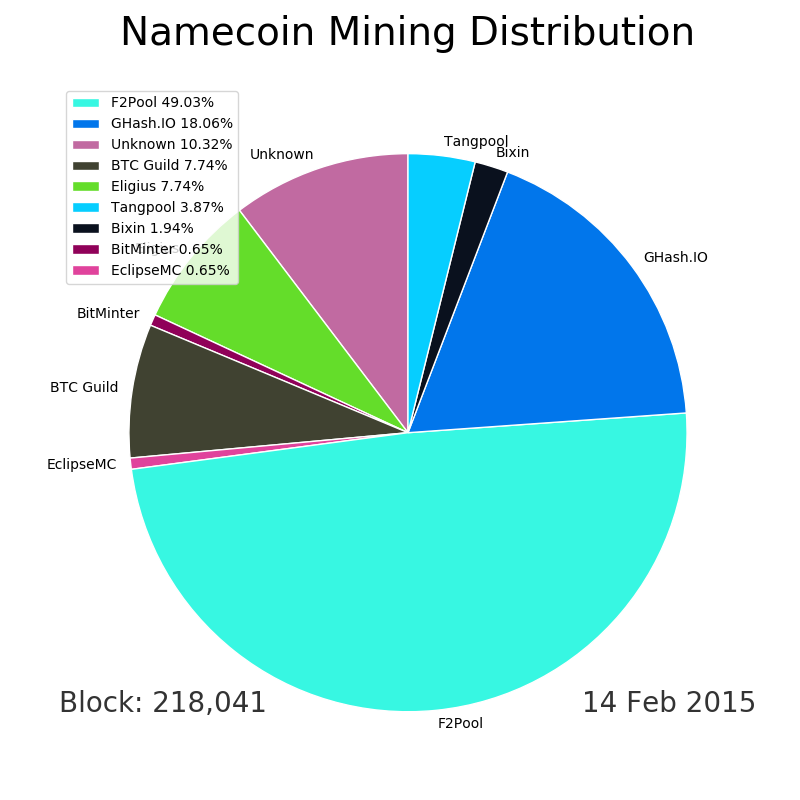 Namecoin Mining Distribution
F2Pool 49.03%
GHash.IO 18.06%
Unknown 10.32%
BTC Guild 7.74%
Eligius 7.74%
Tangpool 3.87%
Bixin 1.94%
BitMinter 0.65%
EclipseMC 0.65%
Unknown
Tangpool
Bixin
GHash.IO
BitMinter
BTC Guild
EclipseMC
F2Pool
Block: 218,041
14 Feb 2015